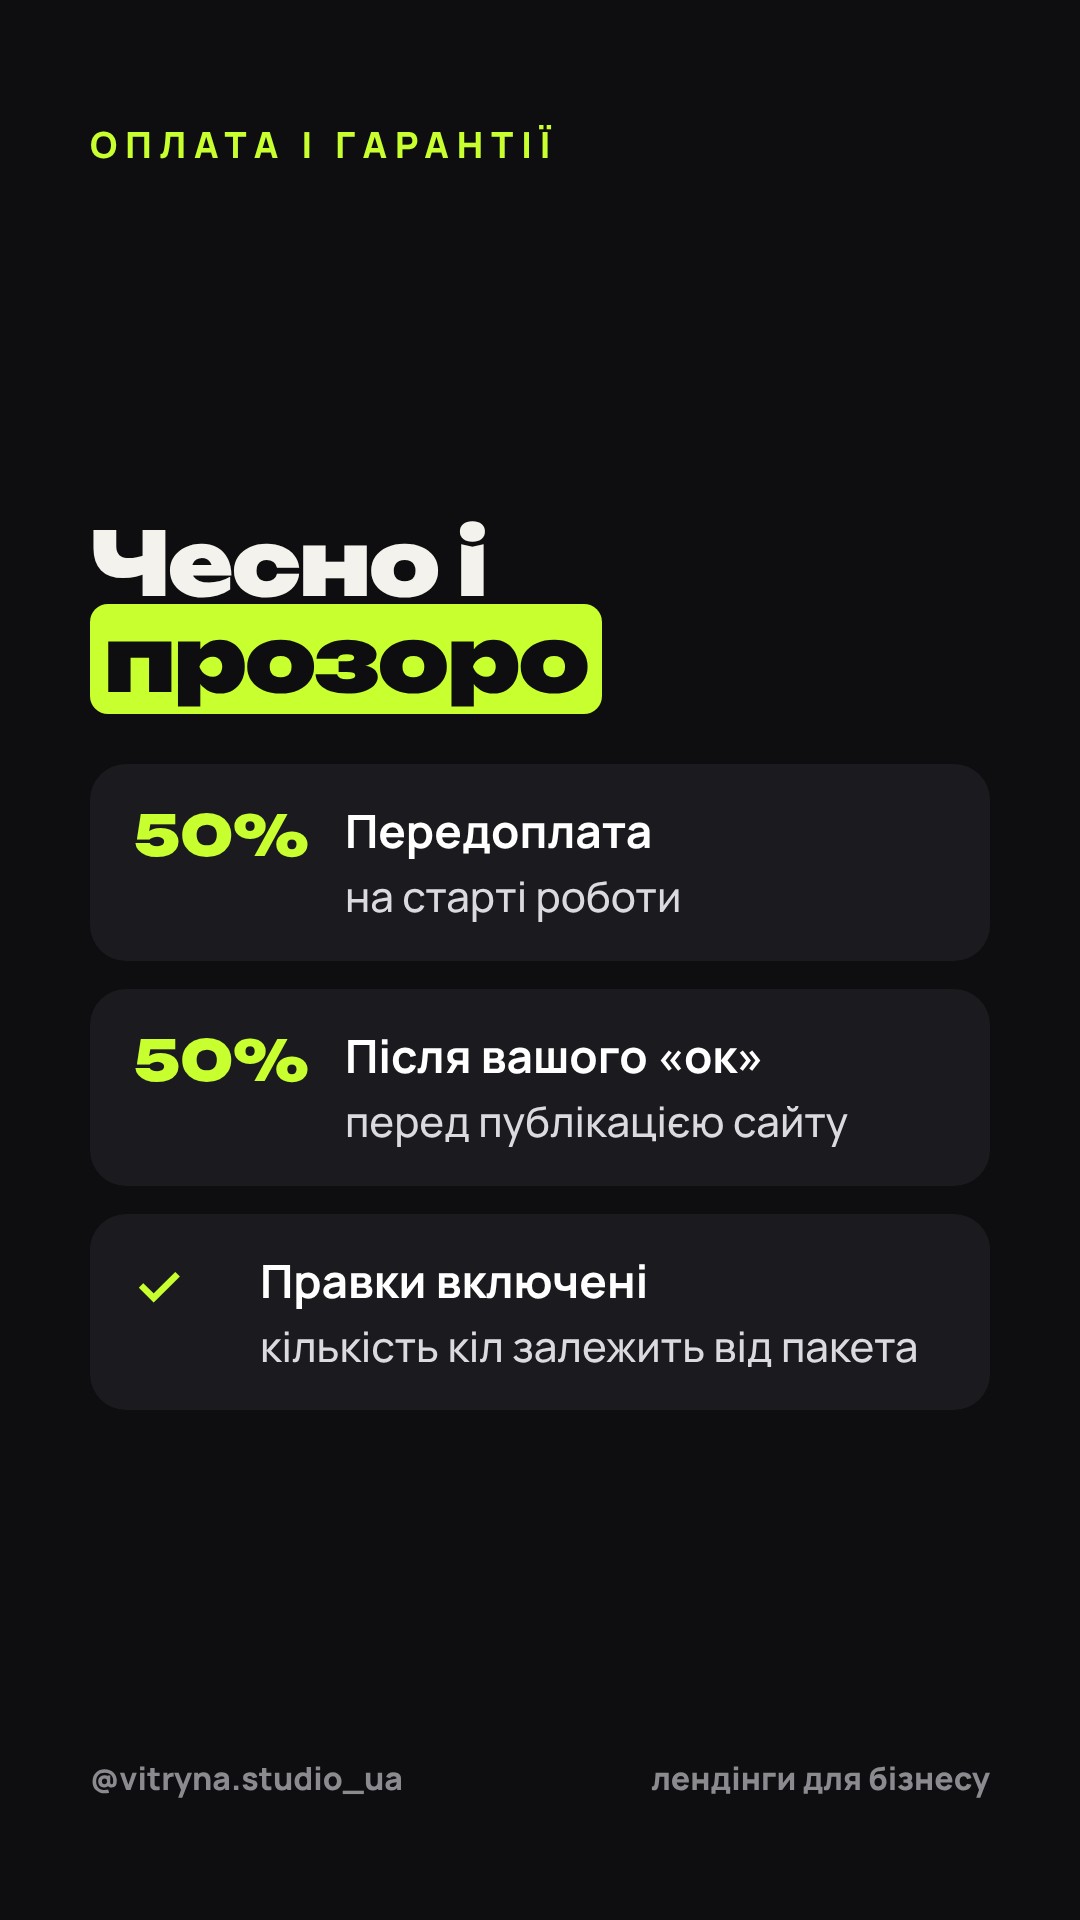 ОПЛАТА І ГАРАНТІЇ
Чесно і
прозоро
50% Передоплата
на старті роботи
50% Після вашого «ок»
перед публікацією сайту
✓ Правки включені
кількість кіл залежить від пакета
@vitryna.studio_ua лендінги для бізнесу